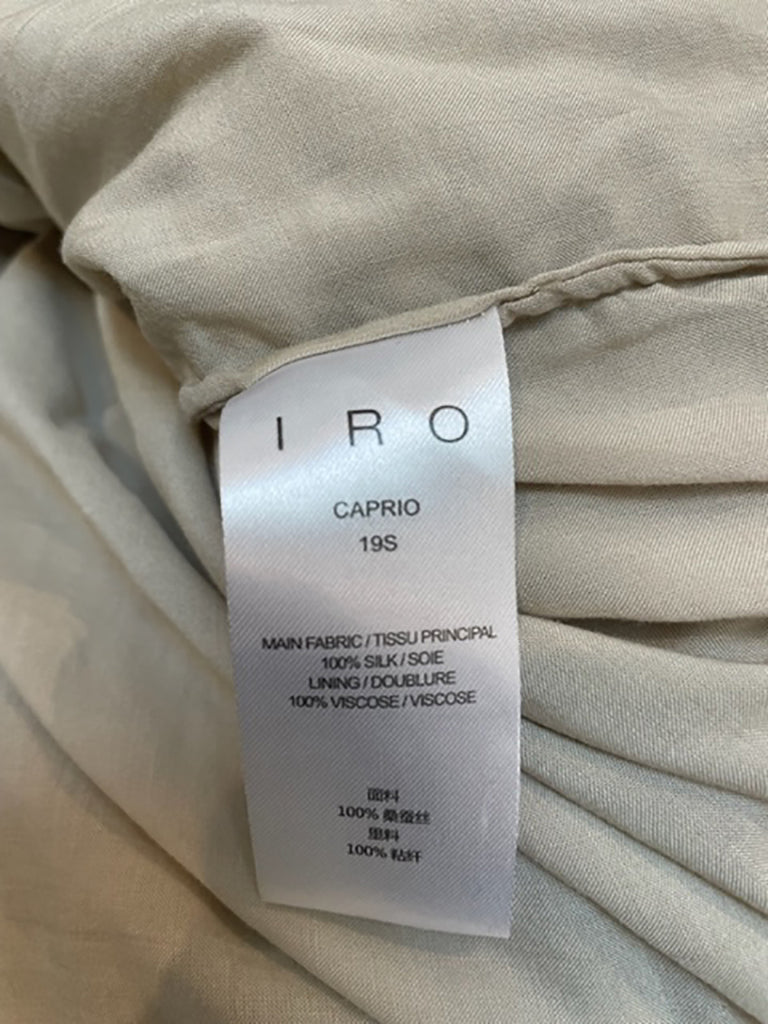 I R O
CAPRIO
19S
MAIN FABRIC / TISSU PRINCIPAL
100% SILK / SOIE
LINING / DOUBLURE
100% VISCOSE / VISCOSE
面料
100% 桑蚕丝
里料
100% 粘纤